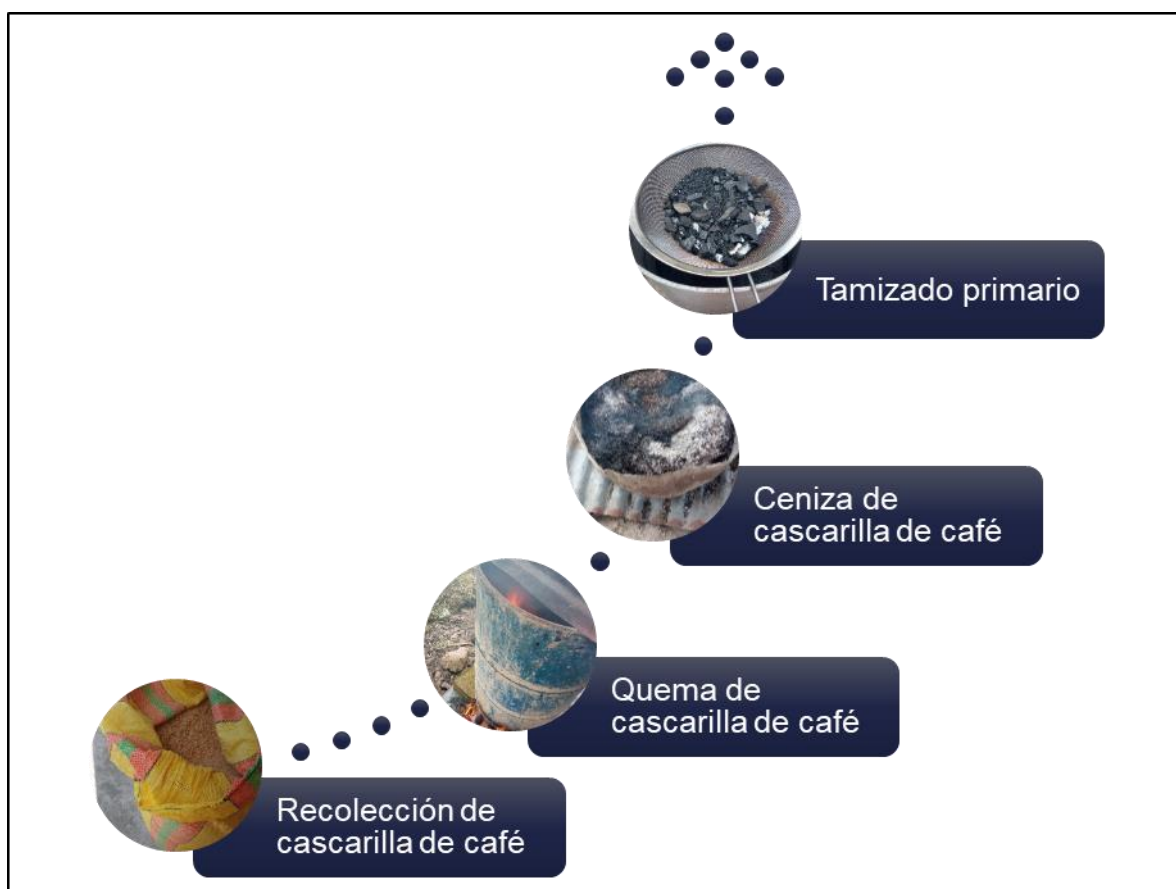 Tamizado primario
Ceniza de
cascarilla de café
Quema de
cascarilla de café
Recolección de
cascarilla de café